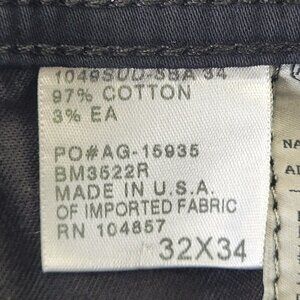 1049SUD-SBA 34
97% COTTON
3% EA
PO#AG-15935
BM3522R
MADE IN U.S.A.
OF IMPORTED FABRIC
RN 104857
32X34